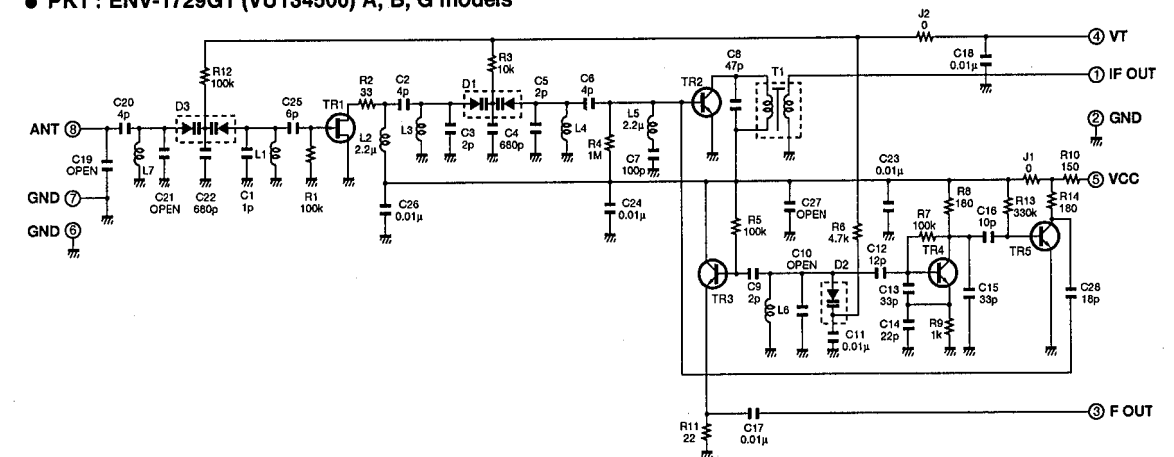 ● PK1 : ENV-1729G1 (VU134500) A, B, G models
J2
0
④ VT
R12
100k
R3
10k
C8
47p
T1
C18
0.01μ
① IF OUT
C20
4p
D3
C25
6p
TR1
R2
33
C2
4p
D1
C5
2p
C6
4p
TR2
ANT ⑧
② GND
L2
2.2μ
L3
C3
2p
C4
680p
L4
R4
1M
L5
2.2μ
C7
100p
C19
OPEN
L7
C21
OPEN
C22
680p
C1
1p
L1
R1
100k
C23
0.01μ
J1
0
R10
150
⑤ VCC
GND ⑦
GND ⑥
C26
0.01μ
C24
0.01μ
R5
100k
C27
OPEN
R6
4.7k
R8
180
R7
100k
C16
10p
R13
330k
R14
180
TR3
C9
2p
C10
OPEN
D2
C12
12p
TR4
TR5
L6
C11
0.01μ
C13
33p
C14
22p
R9
1k
C15
33p
C28
18p
R11
22
C17
0.01μ
③ F OUT